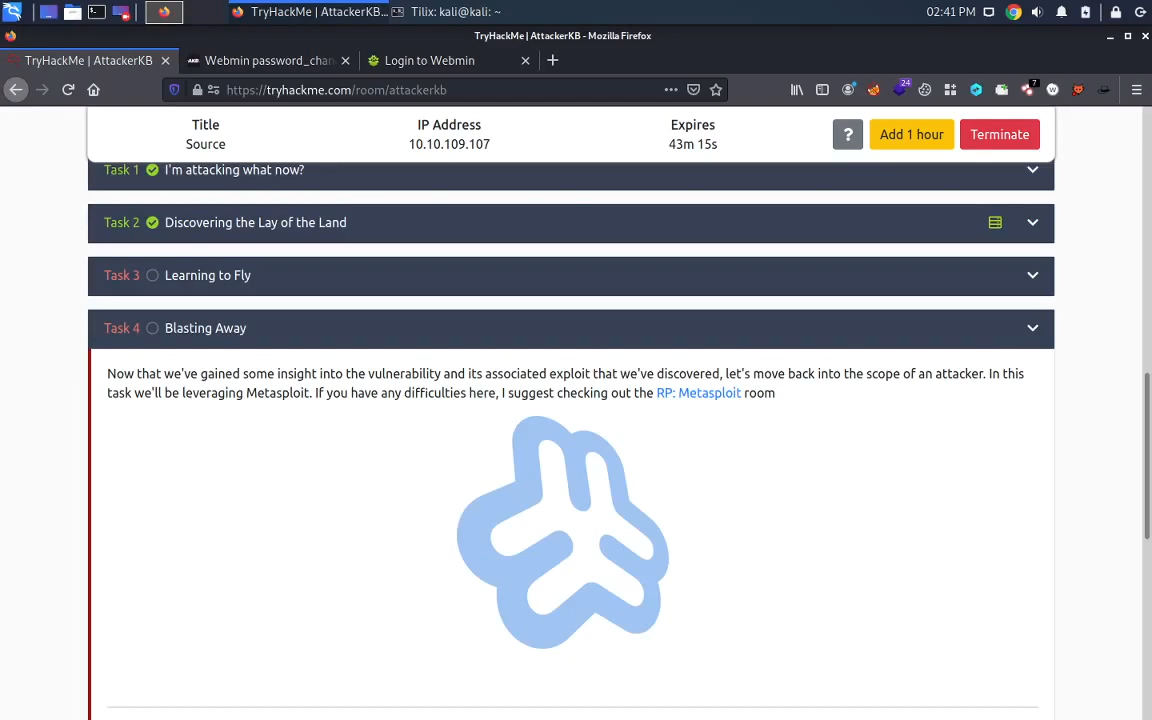 TryHackMe | AttackerKB...
Tilix: kali@kali: ~
02:41 PM
TryHackMe | AttackerKB - Mozilla Firefox
TryHackMe | AttackerKB
AKB
Webmin password_chan
Login to Webmin
https://tryhackme.com/room/attackerkb
24
7
W
Title
Source
IP Address
10.10.109.107
Expires
43m 15s
?
Add 1 hour
Terminate
Task 1
I'm attacking what now?
Task 2
Discovering the Lay of the Land
Task 3
Learning to Fly
Task 4
Blasting Away
Now that we've gained some insight into the vulnerability and its associated exploit that we've discovered, let's move back into the scope of an attacker. In this
task we'll be leveraging Metasploit. If you have any difficulties here, I suggest checking out the RP: Metasploit room